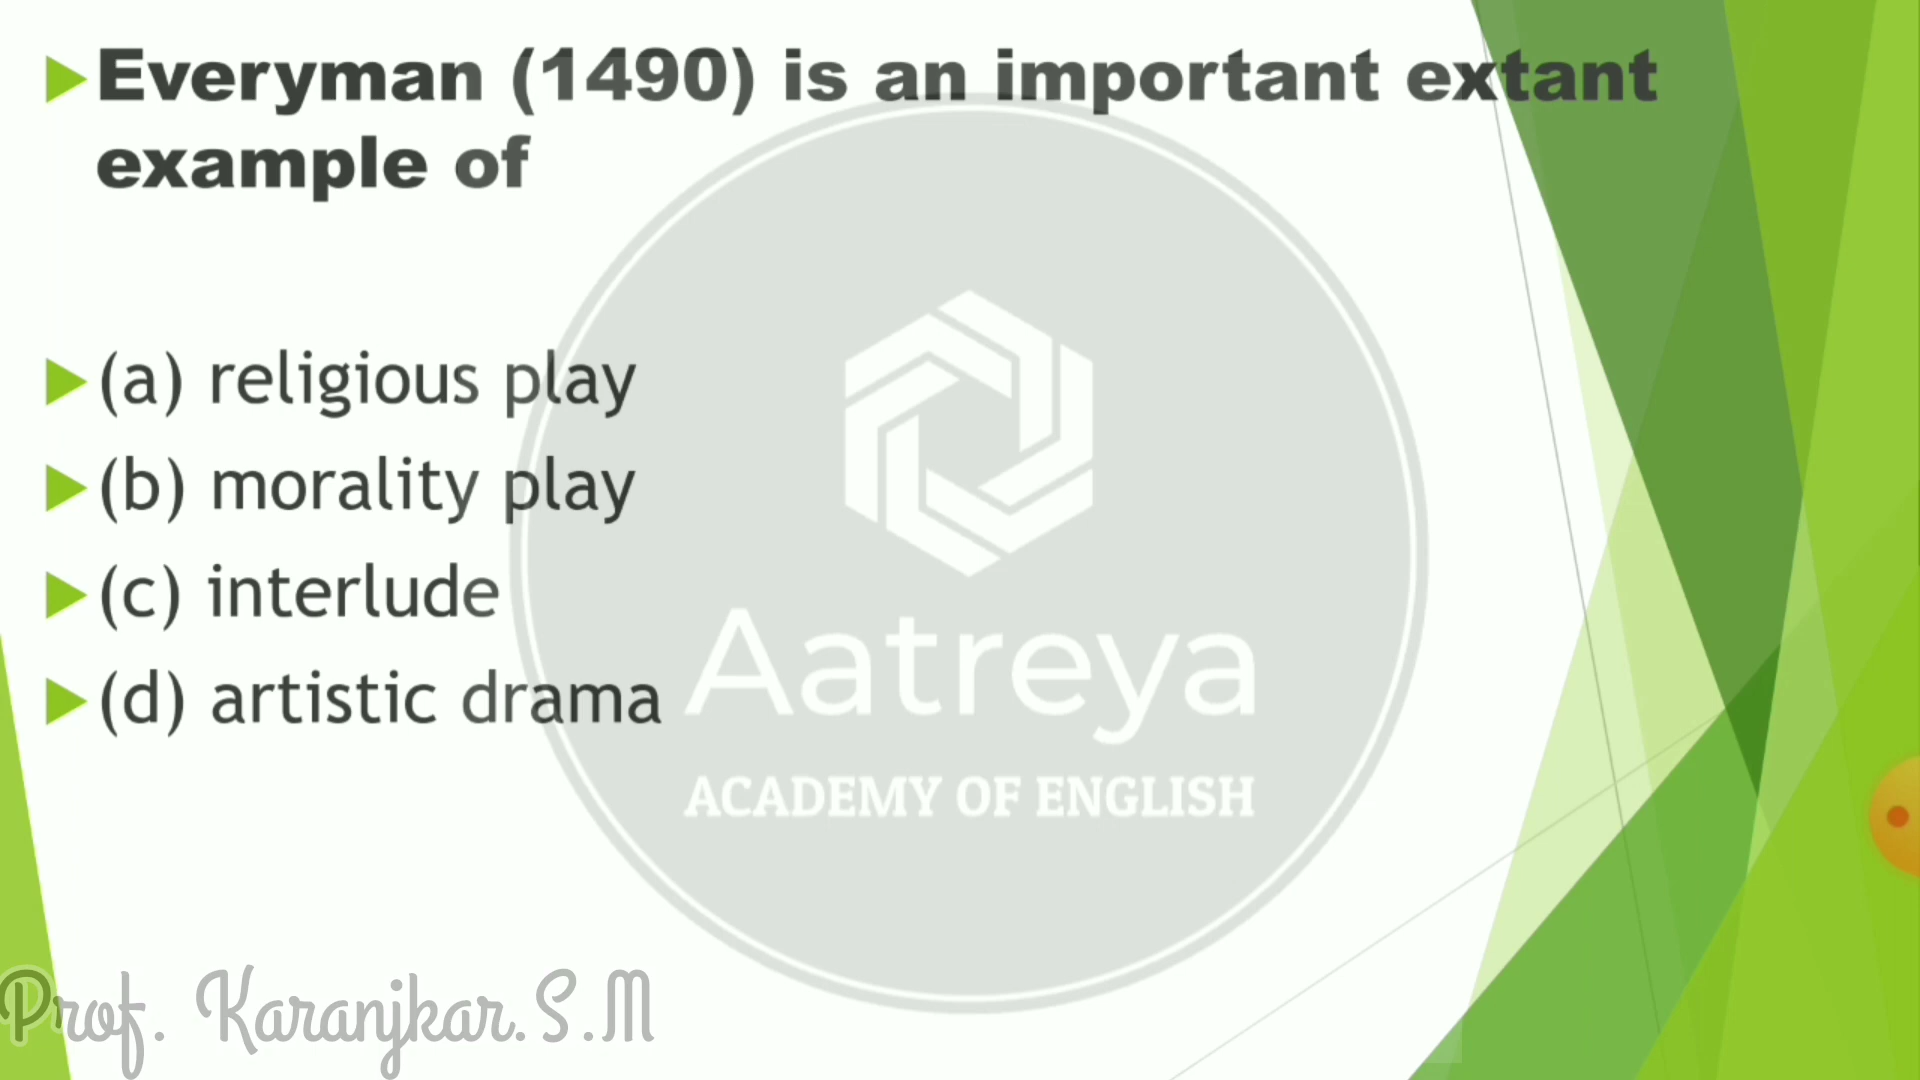 Everyman (1490) is an important extant
example of
(a) religious play
(b) morality play
(c) interlude
(d) artistic drama
Aatreya
ACADEMY OF ENGLISH
Prof. Karanjkar.S.M